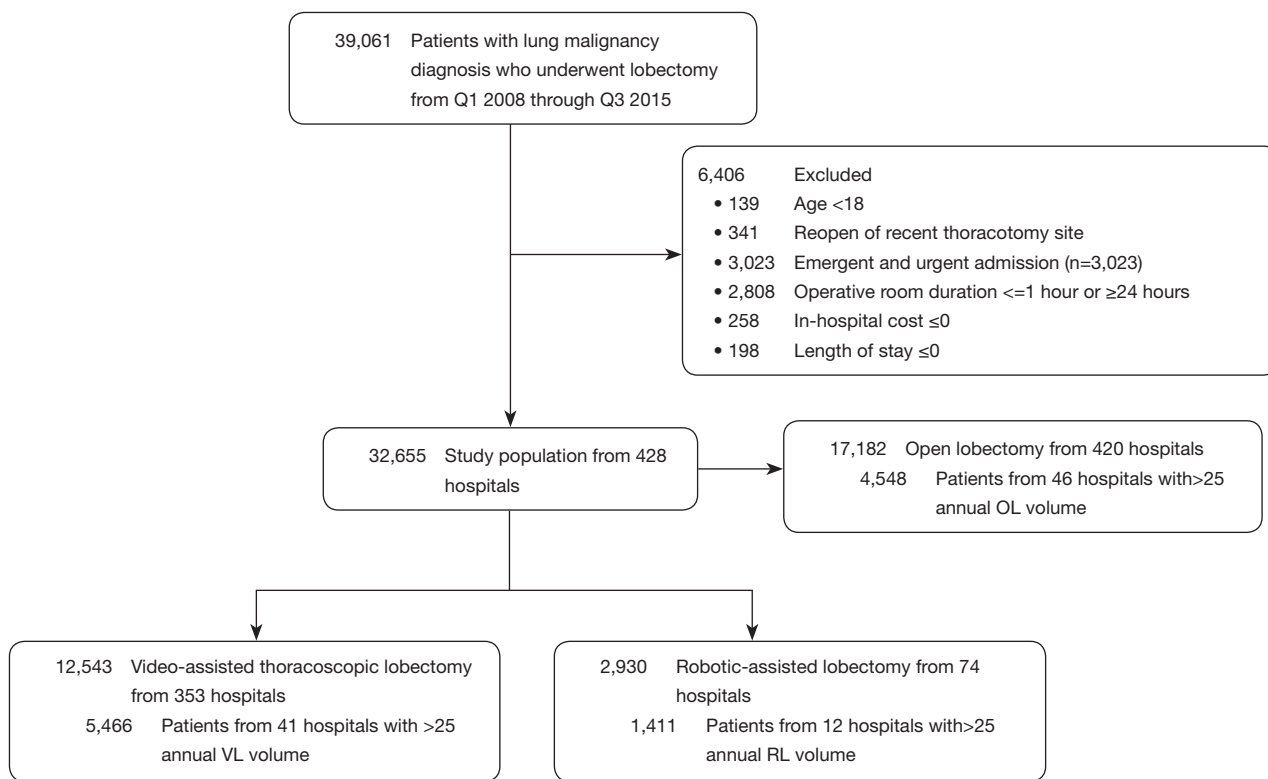 39,061 Patients with lung malignancy
diagnosis who underwent lobectomy
from Q1 2008 through Q3 2015
6,406 Excluded
• 139 Age <18
• 341 Reopen of recent thoracotomy site
• 3,023 Emergent and urgent admission (n=3,023)
• 2,808 Operative room duration <=1 hour or ≥24 hours
• 258 In-hospital cost ≤0
• 198 Length of stay ≤0
32,655 Study population from 428
hospitals
17,182 Open lobectomy from 420 hospitals
4,548 Patients from 46 hospitals with>25
annual OL volume
12,543 Video-assisted thoracoscopic lobectomy
from 353 hospitals
5,466 Patients from 41 hospitals with >25
annual VL volume
2,930 Robotic-assisted lobectomy from 74
hospitals
1,411 Patients from 12 hospitals with>25
annual RL volume